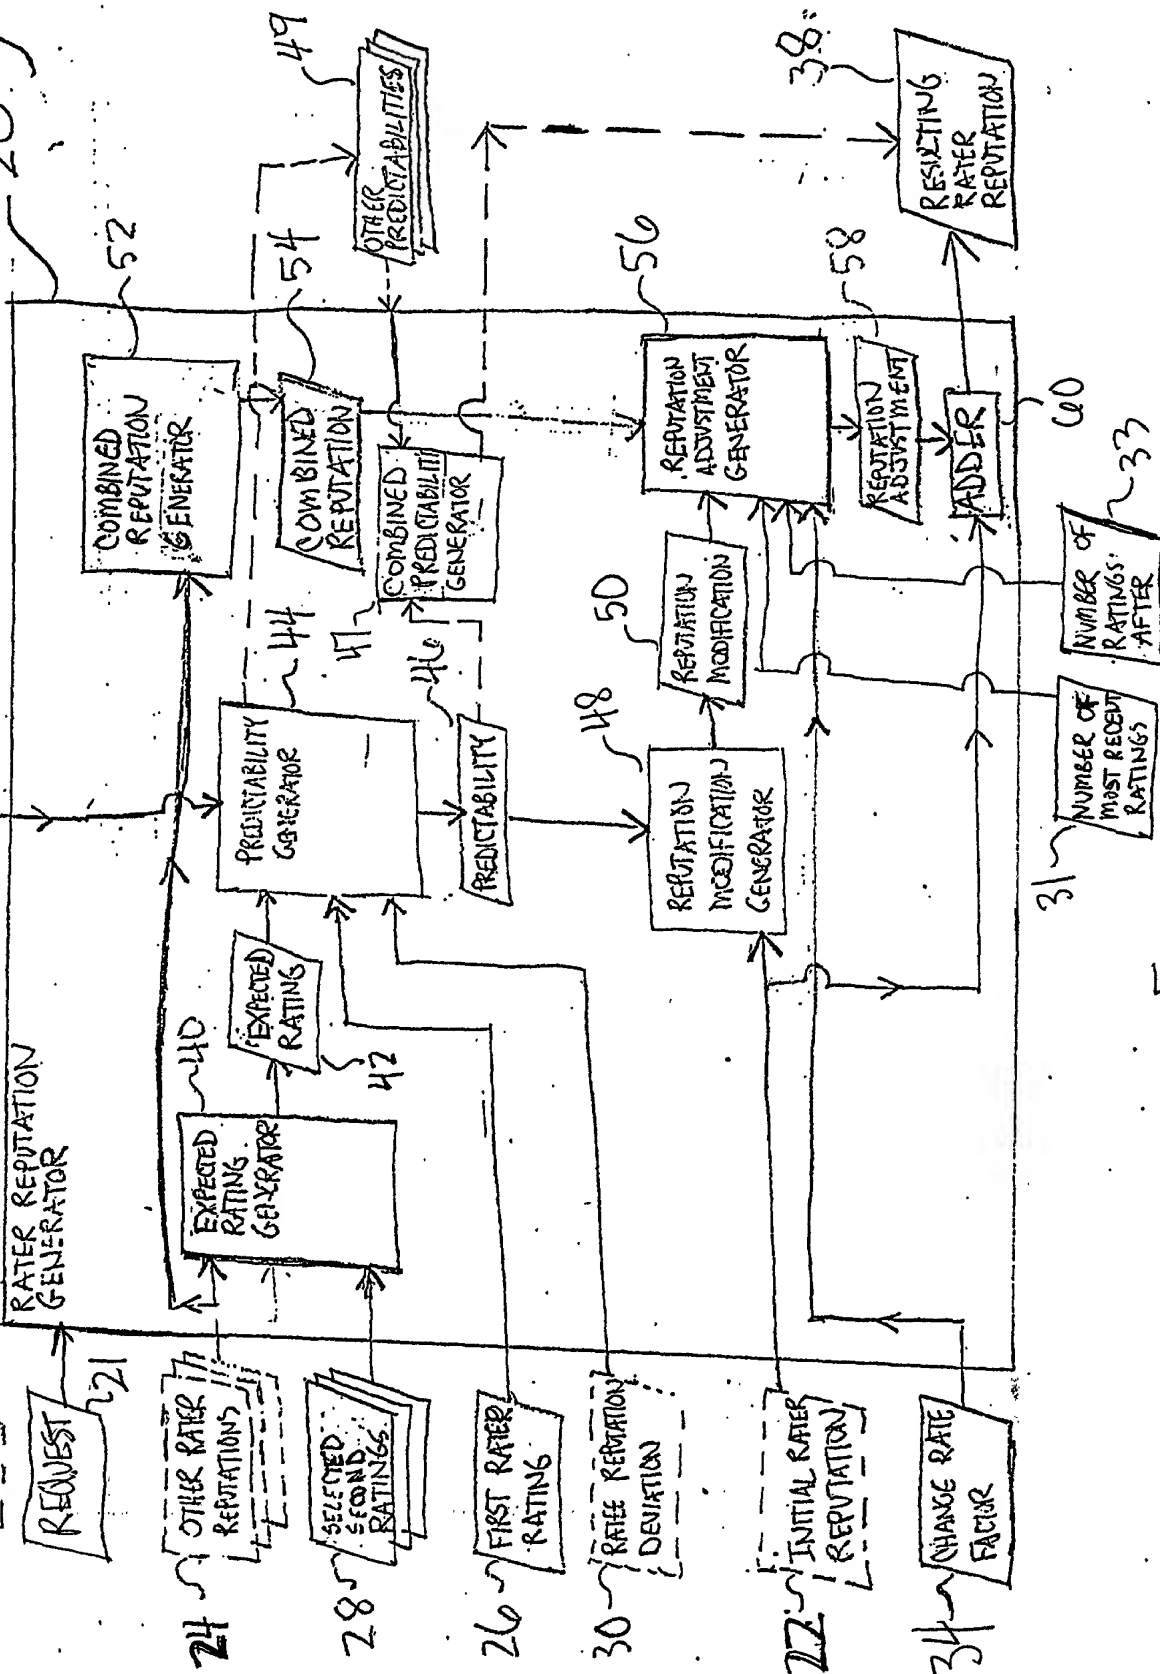 20
RATER REPUTATION
GENERATOR
REQUEST
21
OTHER RATER
REPUTATIONS
24
SELECTED
SECOND
RATINGS
28
FIRST RATER
RATING
26
RATEE REPUTATION
DEVIATION
30
INITIAL RATER
REPUTATION
22
CHANGE RATE
FACTOR
34
EXPECTED
RATING
GENERATOR
40
EXPECTED
RATING
42
PREDICTABILITY
GENERATOR
44
PREDICTABILITY
46
COMBINED
REPUTATION
GENERATOR
52
COMBINED
REPUTATION
54
COMBINED
PREDICTABILITY
GENERATOR
47
OTHER
PREDICTABILITIES
49
REPUTATION
MODIFICATION
GENERATOR
48
REPUTATION
MODIFICATION
50
REPUTATION
ADJUSTMENT
GENERATOR
56
REPUTATION
ADJUSTMENT
58
ADDER
60
RESULTING
RATER
REPUTATION
38
NUMBER OF
MOST RECENT
RATINGS
31
NUMBER OF
RATINGS
AFTER
33